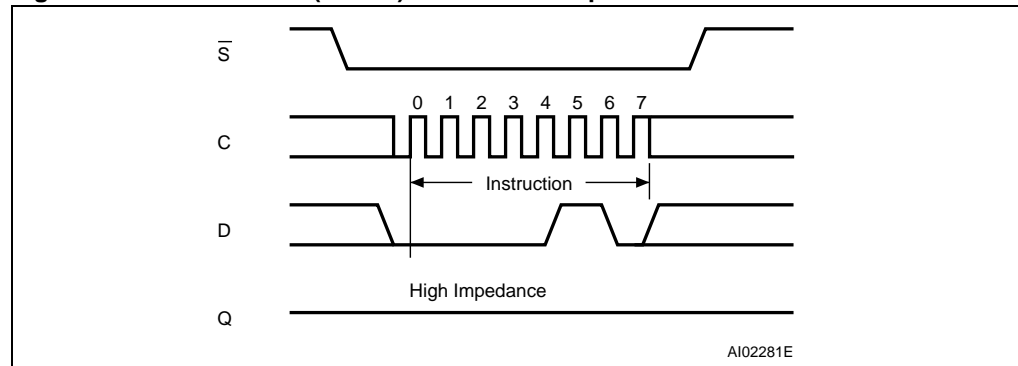 S̅
0 1 2 3 4 5 6 7
C
Instruction
D
High Impedance
Q
AI02281E